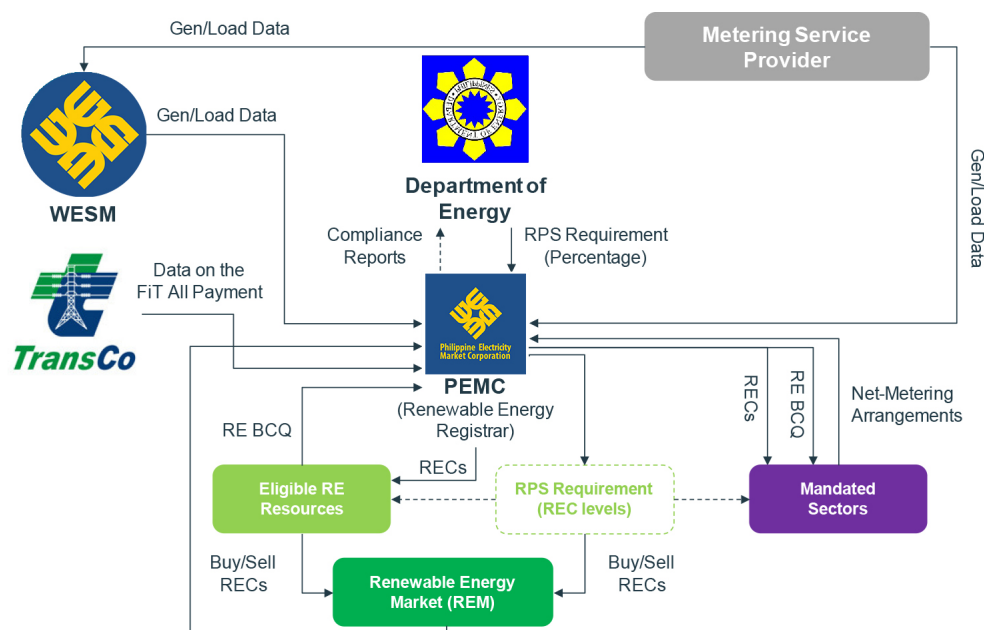 Gen/Load Data
Metering Service
Provider
Gen/Load Data
WESM
Department of
Energy
Gen/Load Data
Compliance
Reports
RPS Requirement
(Percentage)
Data on the
FiT All Payment
TransCo
Philippine Electricity
Market Corporation
PEMC
(Renewable Energy
Registrar)
RE BCQ
RECs
RECs
RE BCQ
Net-Metering
Arrangements
Eligible RE
Resources
RPS Requirement
(REC levels)
Mandated
Sectors
Buy/Sell
RECs
Renewable Energy
Market (REM)
Buy/Sell
RECs